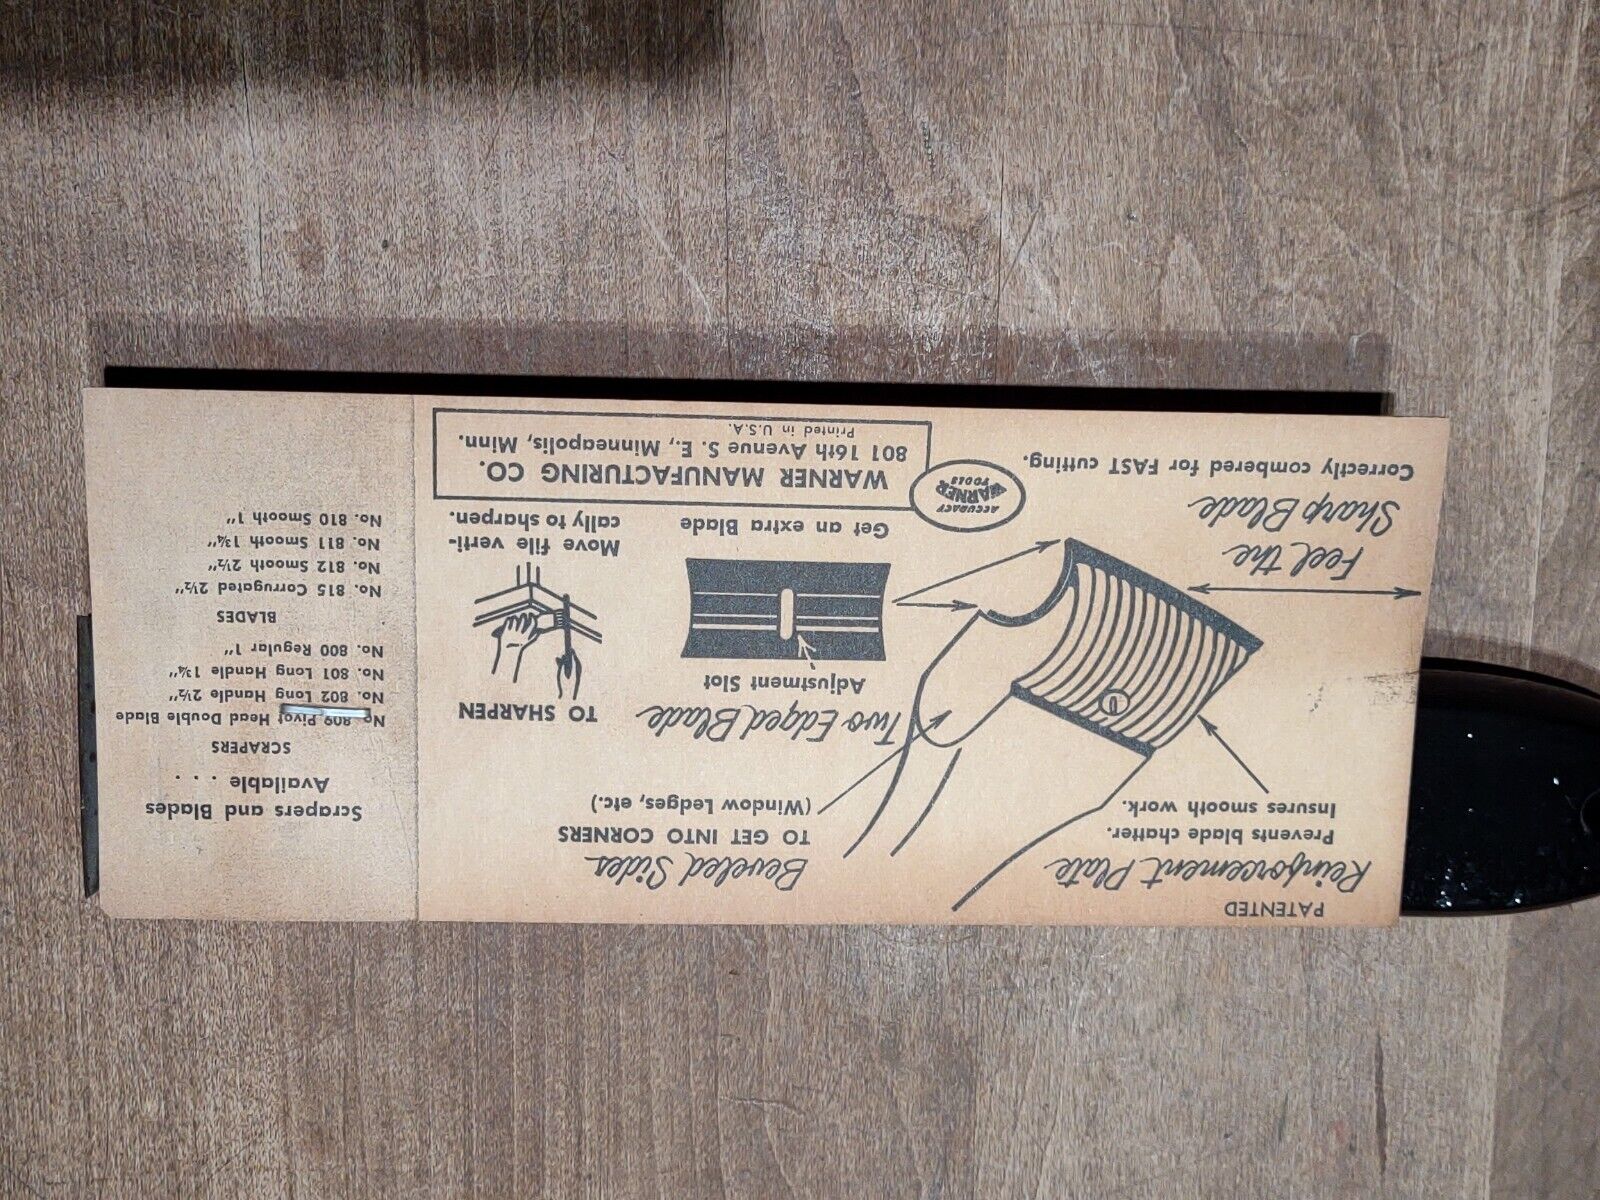 PATENTED
Reinforcement Plate
Prevents blade chatter.
Insures smooth work.
Beveled Sides
TO GET INTO CORNERS
(Window Ledges, etc.)
Two Edged Blade
Adjustment Slot
Get an extra Blade
TO SHARPEN
Move file verti-
cally to sharpen.
Feel the
Sharp Blade
Correctly combered for FAST cutting.
ACCURACY
WARNER
TOOLS
WARNER MANUFACTURING CO.
801 16th Avenue S. E., Minneapolis, Minn.
Printed in U.S.A.
Scrapers and Blades
Available . . .
SCRAPERS
No. 809 Pivot Head Double Blade
No. 802 Long Handle 2½"
No. 801 Long Handle 1¾"
No. 800 Regular 1"
BLADES
No. 815 Corrugated 2½"
No. 812 Smooth 2½"
No. 811 Smooth 1¾"
No. 810 Smooth 1"